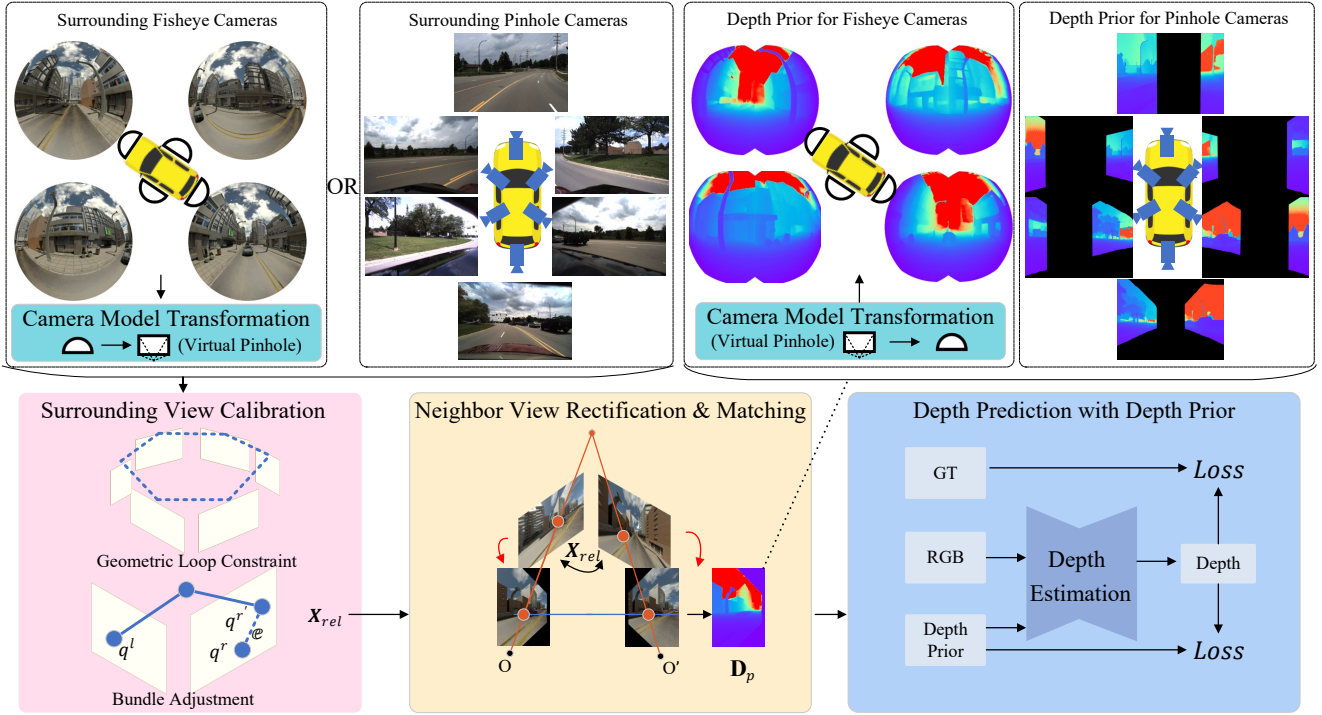 Surrounding Fisheye Cameras
Camera Model Transformation
(Virtual Pinhole)
OR
Surrounding Pinhole Cameras
Depth Prior for Fisheye Cameras
Camera Model Transformation
(Virtual Pinhole)
Depth Prior for Pinhole Cameras
Surrounding View Calibration
Geometric Loop Constraint
q^l
q^r'
e
q^r
Bundle Adjustment
X_rel
Neighbor View Rectification & Matching
X_rel
O
O'
D_p
Depth Prediction with Depth Prior
GT
Loss
RGB
Depth
Estimation
Depth
Depth
Prior
Loss